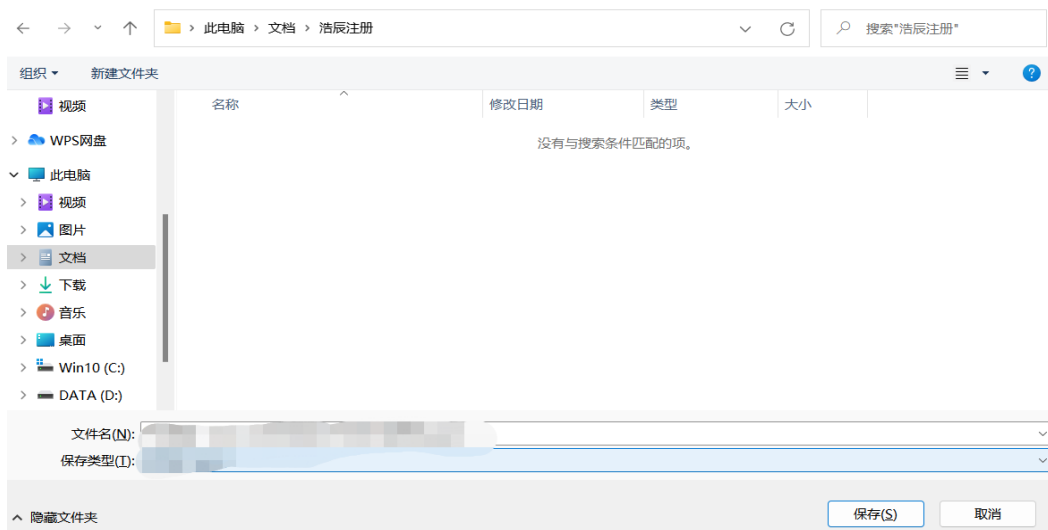 此电脑 › 文档 › 浩辰注册
搜索"浩辰注册"
组织 新建文件夹
名称 修改日期 类型 大小
没有与搜索条件匹配的项。
视频
WPS网盘
此电脑
视频
图片
文档
下载
音乐
桌面
Win10 (C:)
DATA (D:)
文件名(N):
保存类型(T):
隐藏文件夹
保存(S) 取消